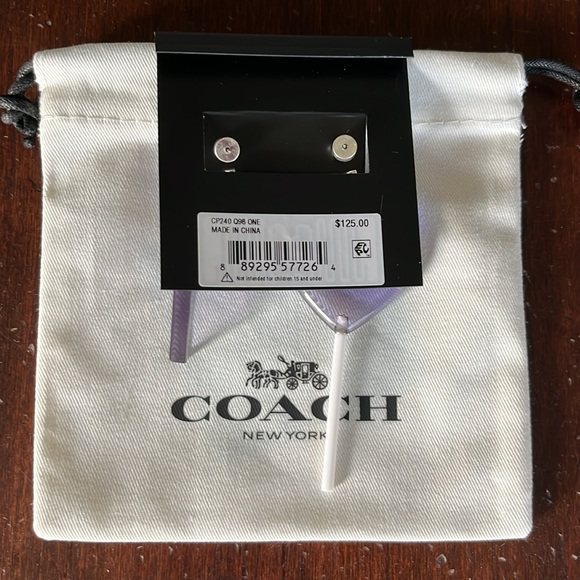 CP240 Q98 ONE $125.00
MADE IN CHINA
8 89295 57726 4
Not intended for children 15 and under
COACH
NEW YORK